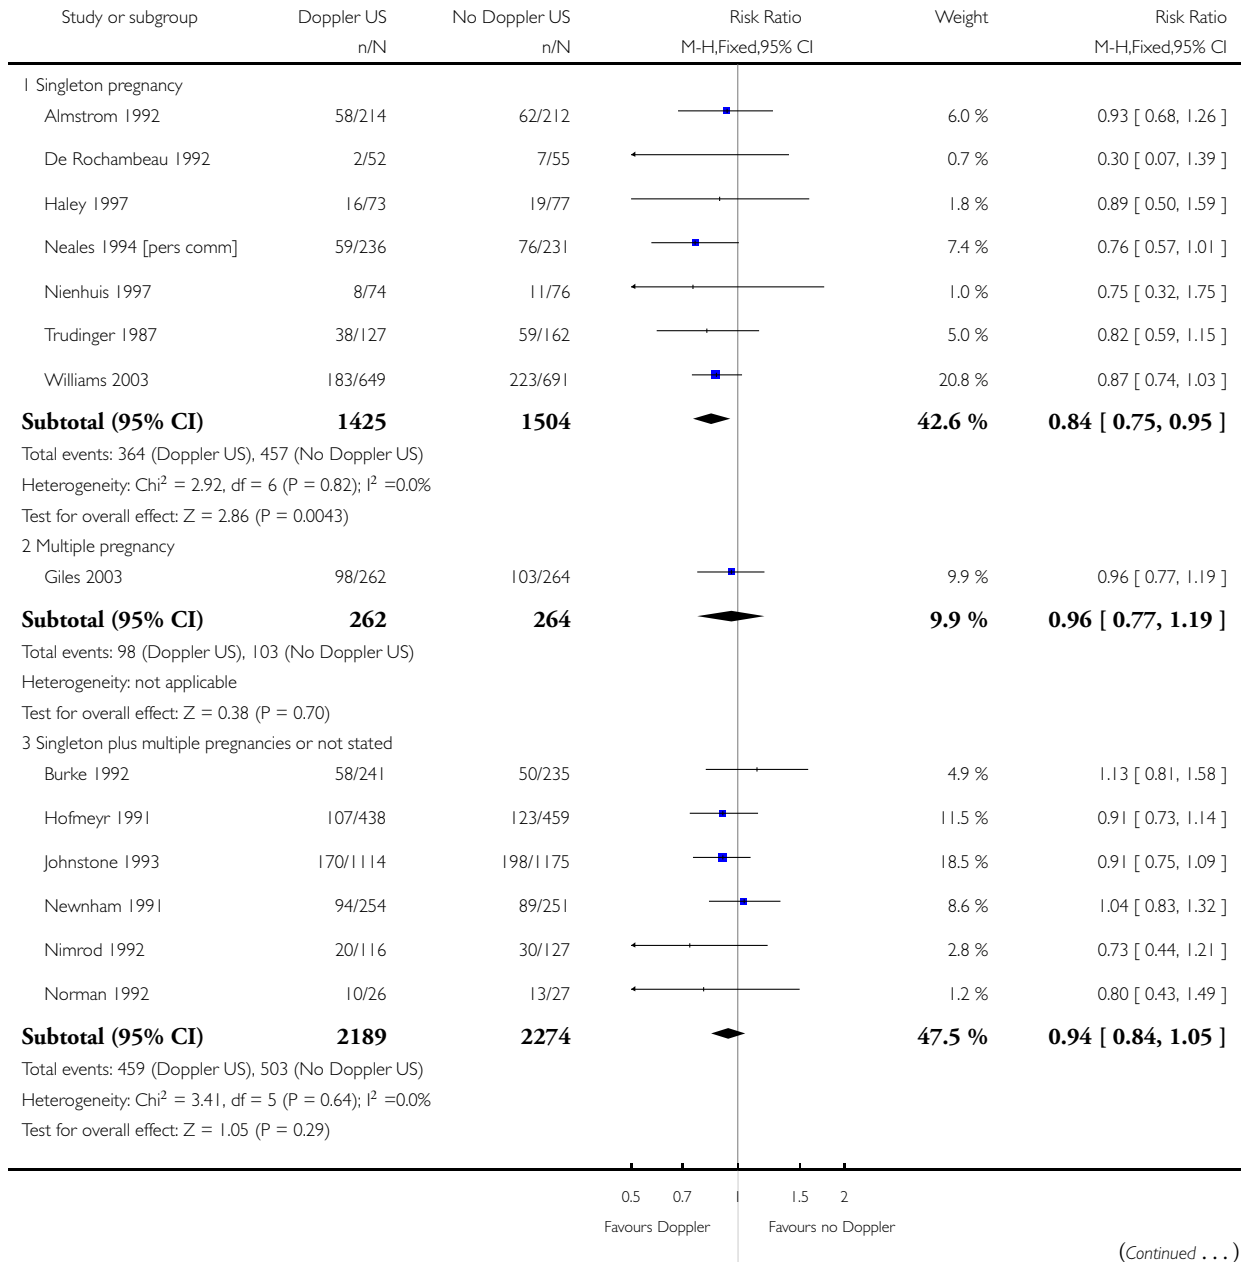 Study or subgroup Doppler US No Doppler US Risk Ratio Weight Risk Ratio
n/N n/N M-H,Fixed,95% CI M-H,Fixed,95% CI
1 Singleton pregnancy
Almstrom 1992 58/214 62/212 6.0 % 0.93 [ 0.68, 1.26 ]
De Rochambeau 1992 2/52 7/55 0.7 % 0.30 [ 0.07, 1.39 ]
Haley 1997 16/73 19/77 1.8 % 0.89 [ 0.50, 1.59 ]
Neales 1994 [pers comm] 59/236 76/231 7.4 % 0.76 [ 0.57, 1.01 ]
Nienhuis 1997 8/74 11/76 1.0 % 0.75 [ 0.32, 1.75 ]
Trudinger 1987 38/127 59/162 5.0 % 0.82 [ 0.59, 1.15 ]
Williams 2003 183/649 223/691 20.8 % 0.87 [ 0.74, 1.03 ]
Subtotal (95% CI) 1425 1504 42.6 % 0.84 [ 0.75, 0.95 ]
Total events: 364 (Doppler US), 457 (No Doppler US)
Heterogeneity: Chi² = 2.92, df = 6 (P = 0.82); I² =0.0%
Test for overall effect: Z = 2.86 (P = 0.0043)
2 Multiple pregnancy
Giles 2003 98/262 103/264 9.9 % 0.96 [ 0.77, 1.19 ]
Subtotal (95% CI) 262 264 9.9 % 0.96 [ 0.77, 1.19 ]
Total events: 98 (Doppler US), 103 (No Doppler US)
Heterogeneity: not applicable
Test for overall effect: Z = 0.38 (P = 0.70)
3 Singleton plus multiple pregnancies or not stated
Burke 1992 58/241 50/235 4.9 % 1.13 [ 0.81, 1.58 ]
Hofmeyr 1991 107/438 123/459 11.5 % 0.91 [ 0.73, 1.14 ]
Johnstone 1993 170/1114 198/1175 18.5 % 0.91 [ 0.75, 1.09 ]
Newnham 1991 94/254 89/251 8.6 % 1.04 [ 0.83, 1.32 ]
Nimrod 1992 20/116 30/127 2.8 % 0.73 [ 0.44, 1.21 ]
Norman 1992 10/26 13/27 1.2 % 0.80 [ 0.43, 1.49 ]
Subtotal (95% CI) 2189 2274 47.5 % 0.94 [ 0.84, 1.05 ]
Total events: 459 (Doppler US), 503 (No Doppler US)
Heterogeneity: Chi² = 3.41, df = 5 (P = 0.64); I² =0.0%
Test for overall effect: Z = 1.05 (P = 0.29)
0.5 0.7 1 1.5 2
Favours Doppler Favours no Doppler
(Continued . . . )